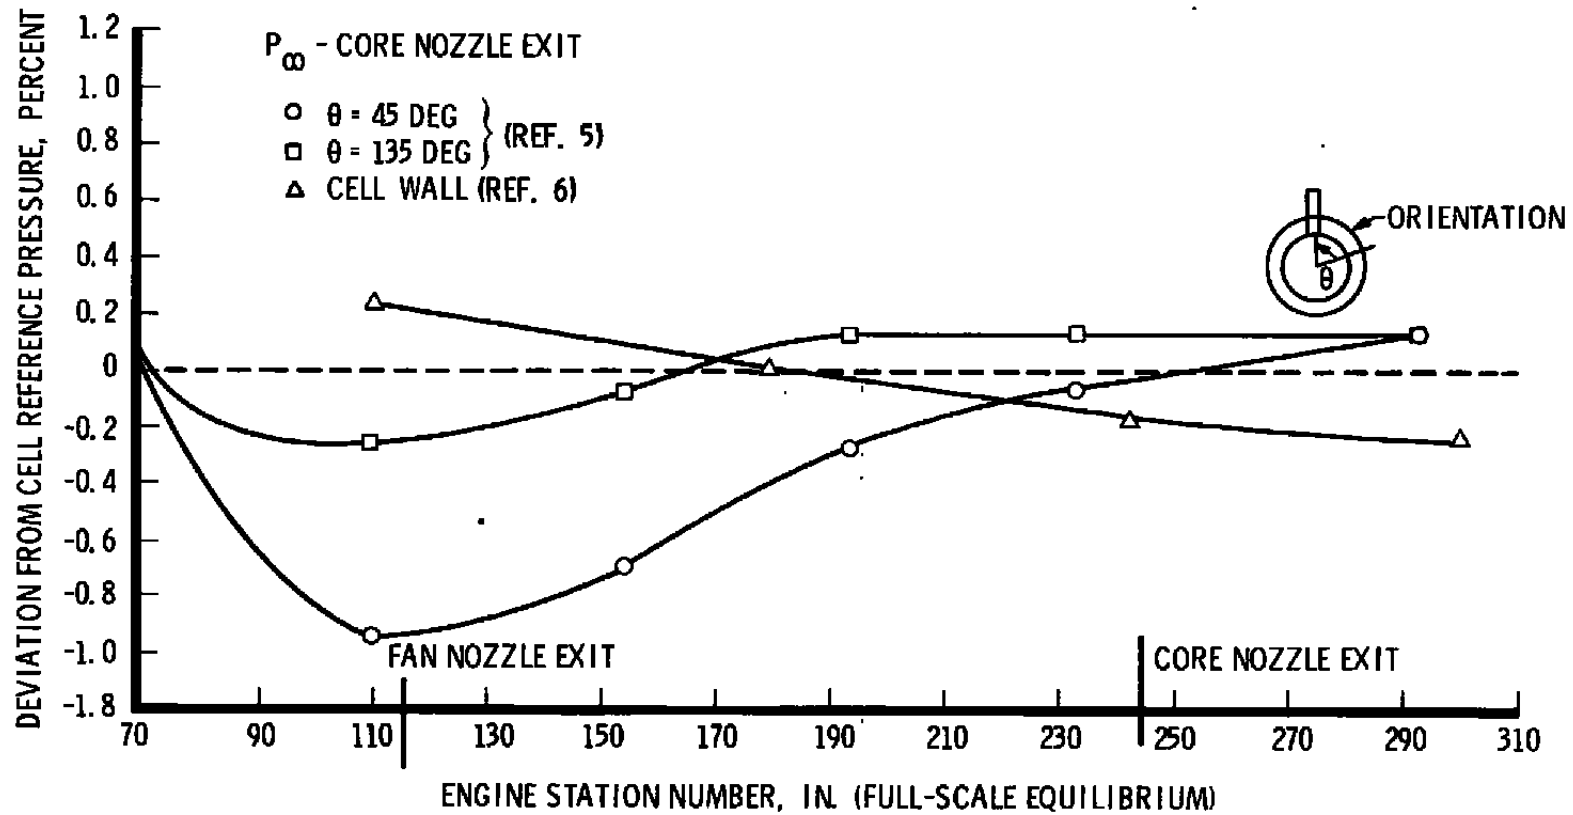 DEVIATION FROM CELL REFERENCE PRESSURE, PERCENT
1.2
1.0
0.8
0.6
0.4
0.2
0
-0.2
-0.4
-0.6
-0.8
-1.0
-1.8
P∞ - CORE NOZZLE EXIT
θ = 45 DEG
θ = 135 DEG
(REF. 5)
CELL WALL (REF. 6)
ORIENTATION
θ
FAN NOZZLE EXIT
CORE NOZZLE EXIT
70 90 110 130 150 170 190 210 230 250 270 290 310
ENGINE STATION NUMBER, IN. (FULL-SCALE EQUILIBRIUM)